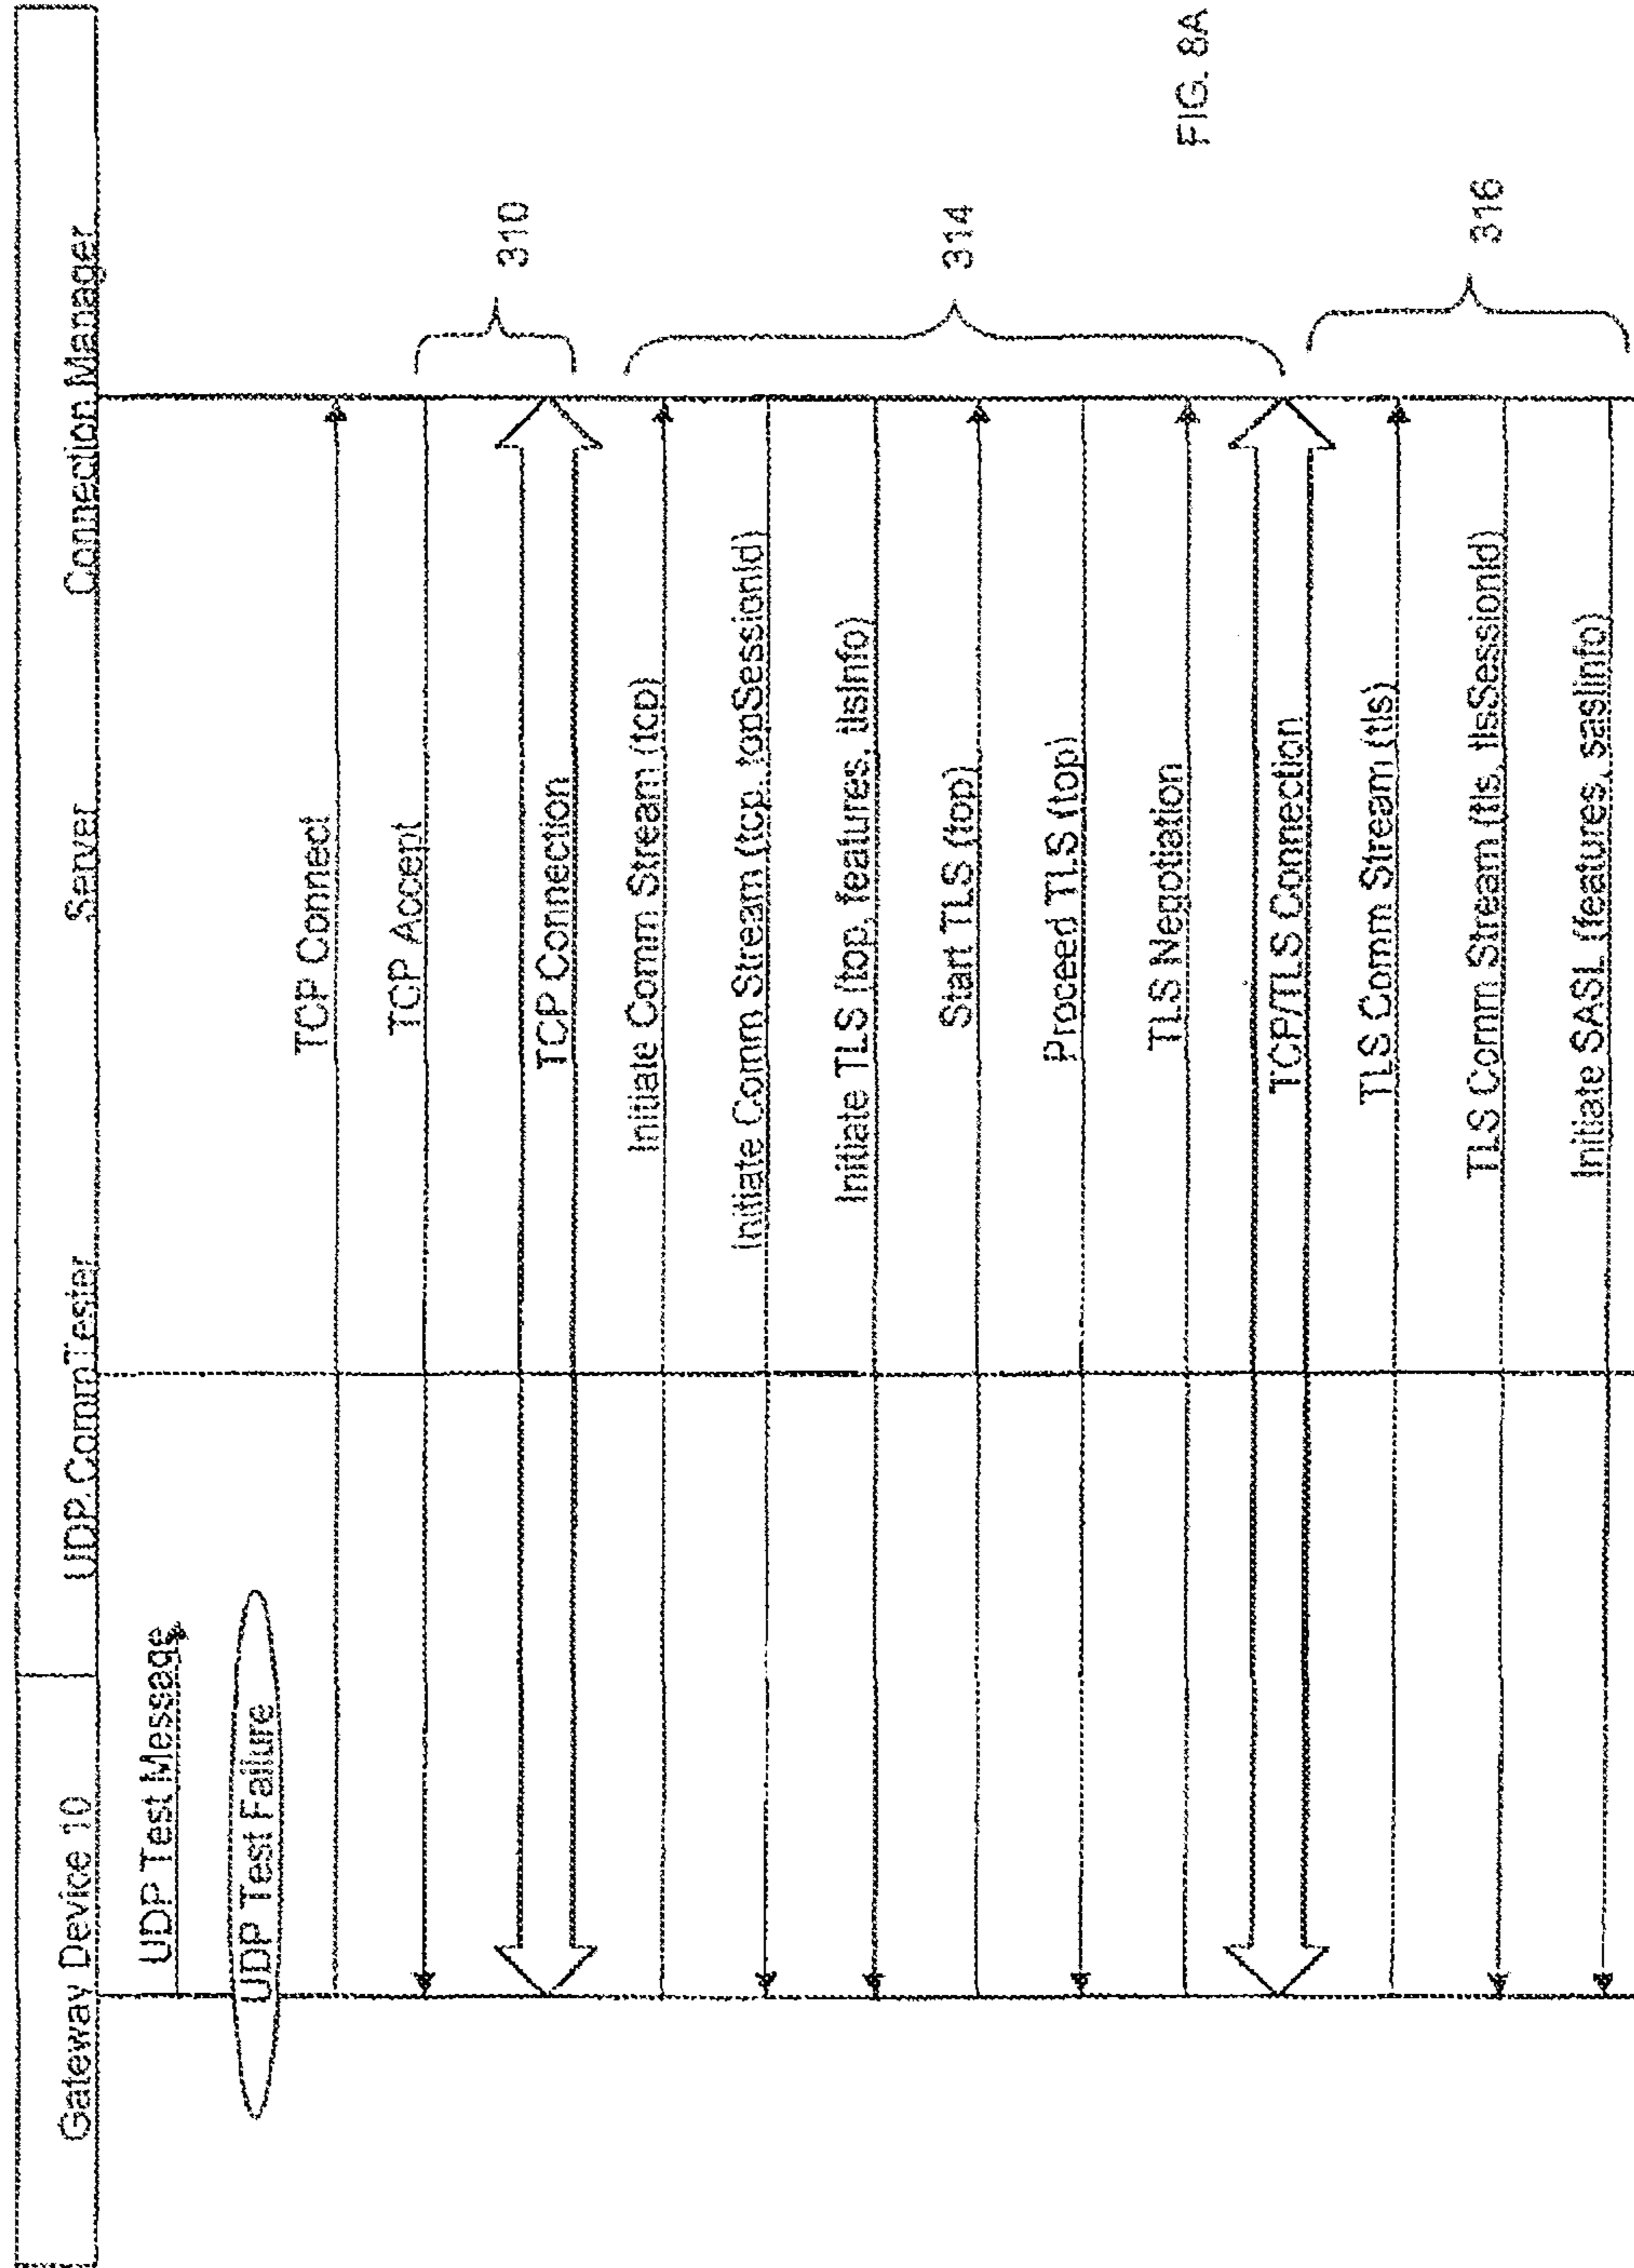 Gateway Device 10
UDP CommTester
Server
Connection Manager
UDP Test Message
UDP Test Failure
TCP Connect
TCP Accept
TCP Connection
310
Initiate Comm Stream (tcp)
Initiate Comm Stream (tcp, tcpSessionId)
Initiate TLS (tcp, features, tlsInfo)
Start TLS (tcp)
Proceed TLS (tcp)
TLS Negotiation
TCP/TLS Connection
314
TLS Comm Stream (tls)
TLS Comm Stream (tls, tlsSessionId)
Initiate SASL (features, saslInfo)
316
FIG. 8A